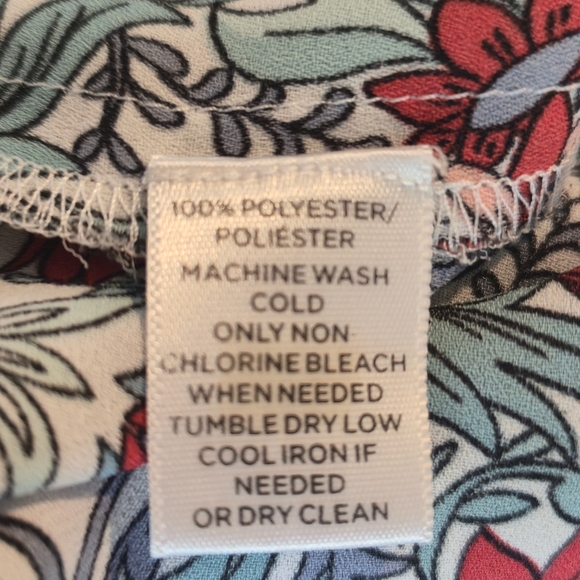 100% POLYESTER/
POLIÉSTER
MACHINE WASH
COLD
ONLY NON-
CHLORINE BLEACH
WHEN NEEDED
TUMBLE DRY LOW
COOL IRON IF
NEEDED
OR DRY CLEAN